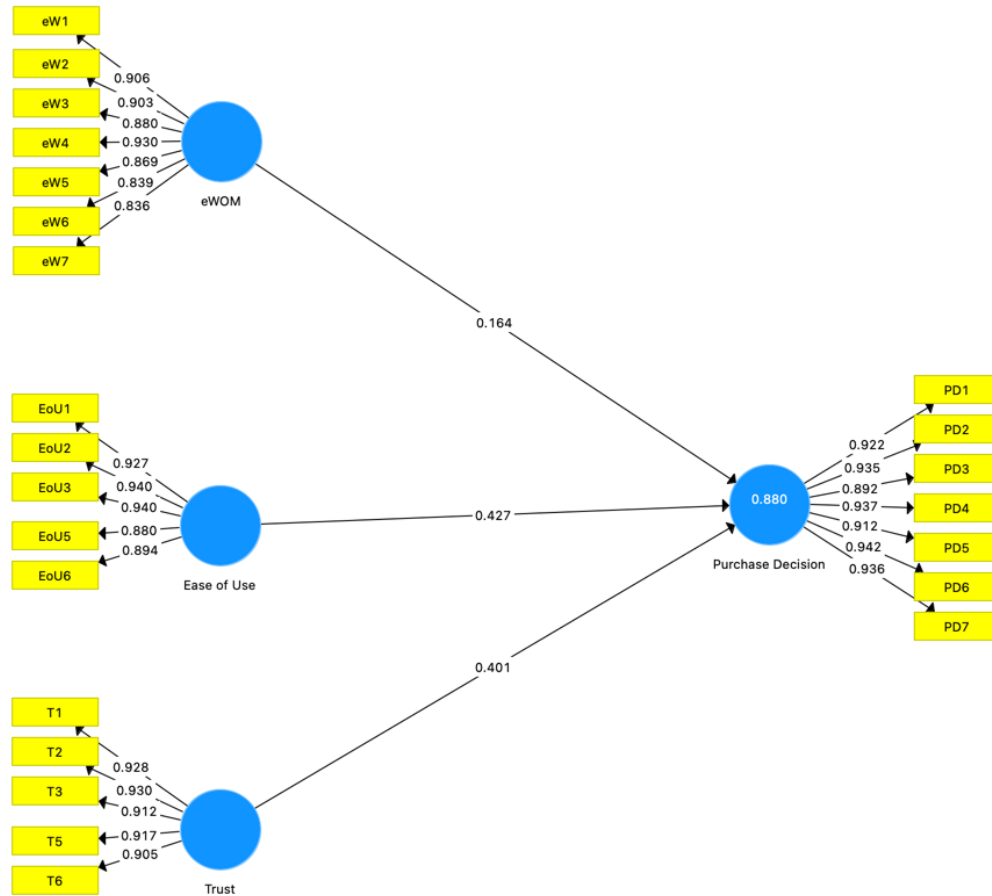 eW1
eW2
eW3
eW4
eW5
eW6
eW7
0.906
0.903
0.880
0.930
0.869
0.839
0.836
eWOM
0.164
EoU1
EoU2
EoU3
EoU5
EoU6
0.927
0.940
0.940
0.880
0.894
Ease of Use
0.427
T1
T2
T3
T5
T6
0.928
0.930
0.912
0.917
0.905
Trust
0.401
0.880
Purchase Decision
0.922
0.935
0.892
0.937
0.912
0.942
0.936
PD1
PD2
PD3
PD4
PD5
PD6
PD7